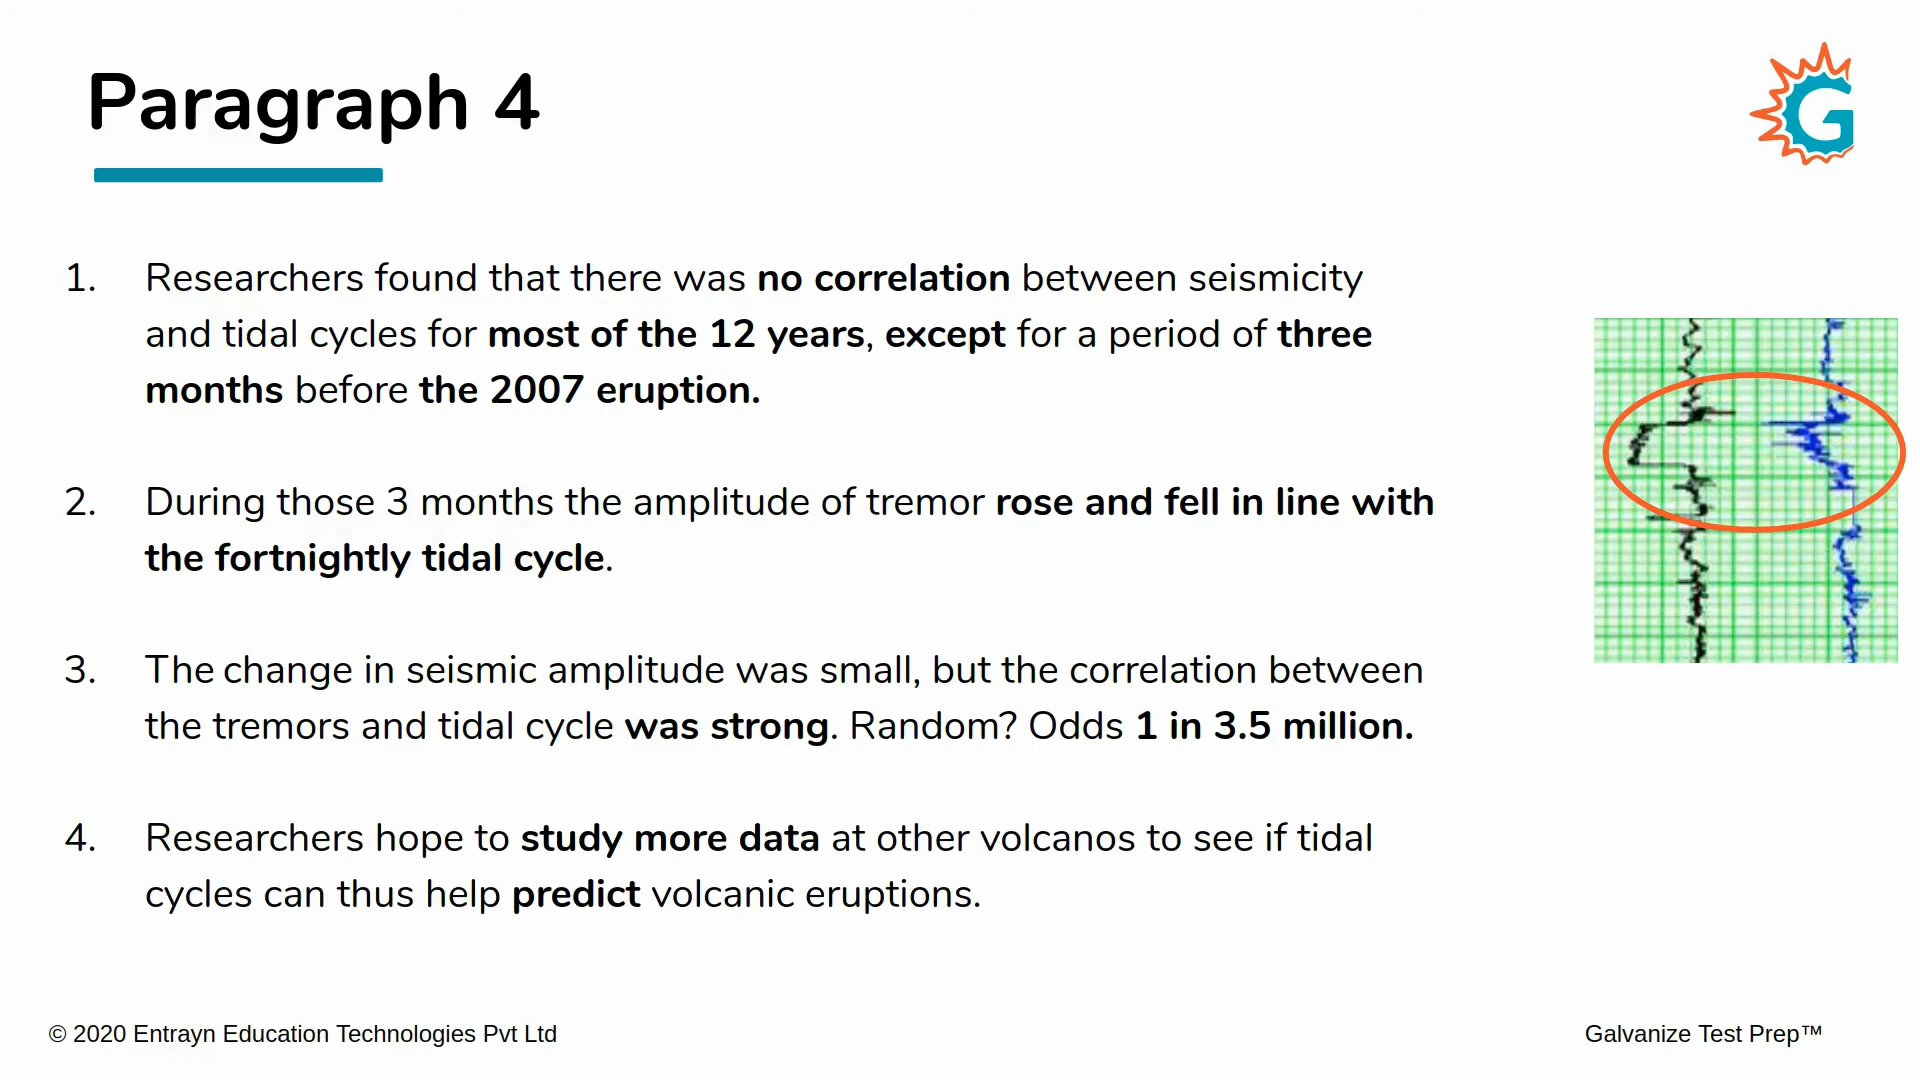 Paragraph 4
G
1. Researchers found that there was no correlation between seismicity
and tidal cycles for most of the 12 years, except for a period of three
months before the 2007 eruption.
2. During those 3 months the amplitude of tremor rose and fell in line with
the fortnightly tidal cycle.
3. The change in seismic amplitude was small, but the correlation between
the tremors and tidal cycle was strong. Random? Odds 1 in 3.5 million.
4. Researchers hope to study more data at other volcanos to see if tidal
cycles can thus help predict volcanic eruptions.
© 2020 Entrayn Education Technologies Pvt Ltd
Galvanize Test Prep™